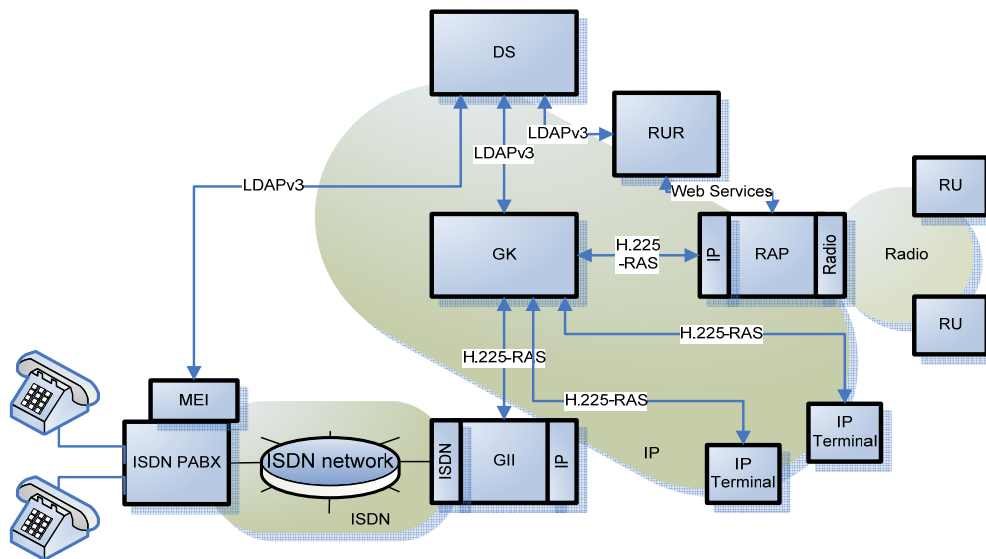 DS
RUR
LDAPv3
LDAPv3
LDAPv3
Web Services
RU
GK
H.225
-RAS
IP
RAP
Radio
Radio
RU
H.225-RAS
H.225-RAS
H.225-RAS
MEI
ISDN PABX
ISDN network
ISDN
ISDN
GII
IP
IP
IP
Terminal
IP
Terminal